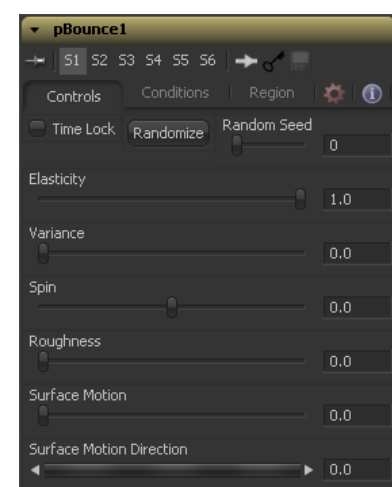 pBounce1
S1 S2 S3 S4 S5 S6
Controls Conditions Region
Time Lock Randomize Random Seed 0
Elasticity
1.0
Variance
0.0
Spin
0.0
Roughness
0.0
Surface Motion
0.0
Surface Motion Direction
0.0